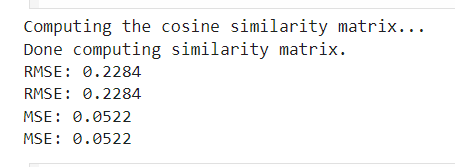 Computing the cosine similarity matrix...
Done computing similarity matrix.
RMSE: 0.2284
RMSE: 0.2284
MSE: 0.0522
MSE: 0.0522